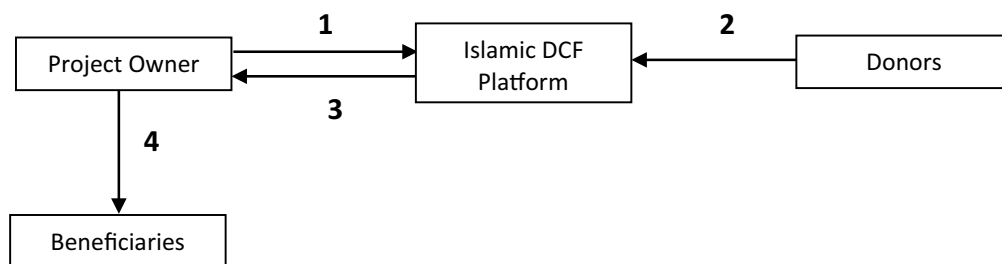 1
2
Project Owner
Islamic DCF
Platform
Donors
3
4
Beneficiaries